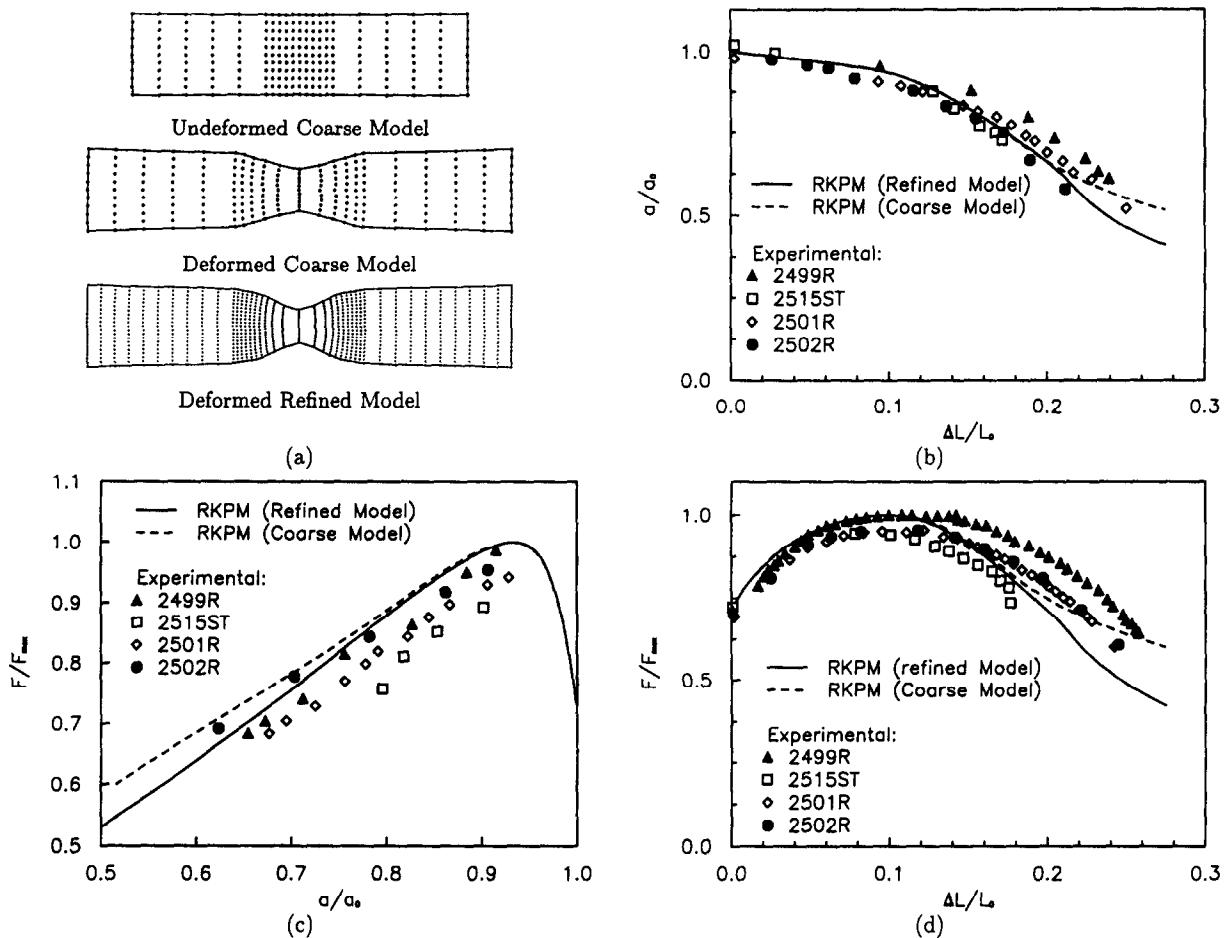 Undeformed Coarse Model
Deformed Coarse Model
Deformed Refined Model
(a)
a/a₀
1.0
0.5
0.0
RKPM (Refined Model)
RKPM (Coarse Model)
Experimental:
2499R
2515ST
2501R
2502R
0.0 0.1 0.2 0.3
ΔL/L₀
(b)
F/Fmax
1.1
1.0
0.9
0.8
0.7
0.6
0.5
RKPM (Refined Model)
RKPM (Coarse Model)
Experimental:
2499R
2515ST
2501R
2502R
0.5 0.6 0.7 0.8 0.9 1.0
a/a₀
(c)
F/Fmax
1.0
0.5
0.0
RKPM (refined Model)
RKPM (Coarse Model)
Experimental:
2499R
2515ST
2501R
2502R
0.0 0.1 0.2 0.3
ΔL/L₀
(d)